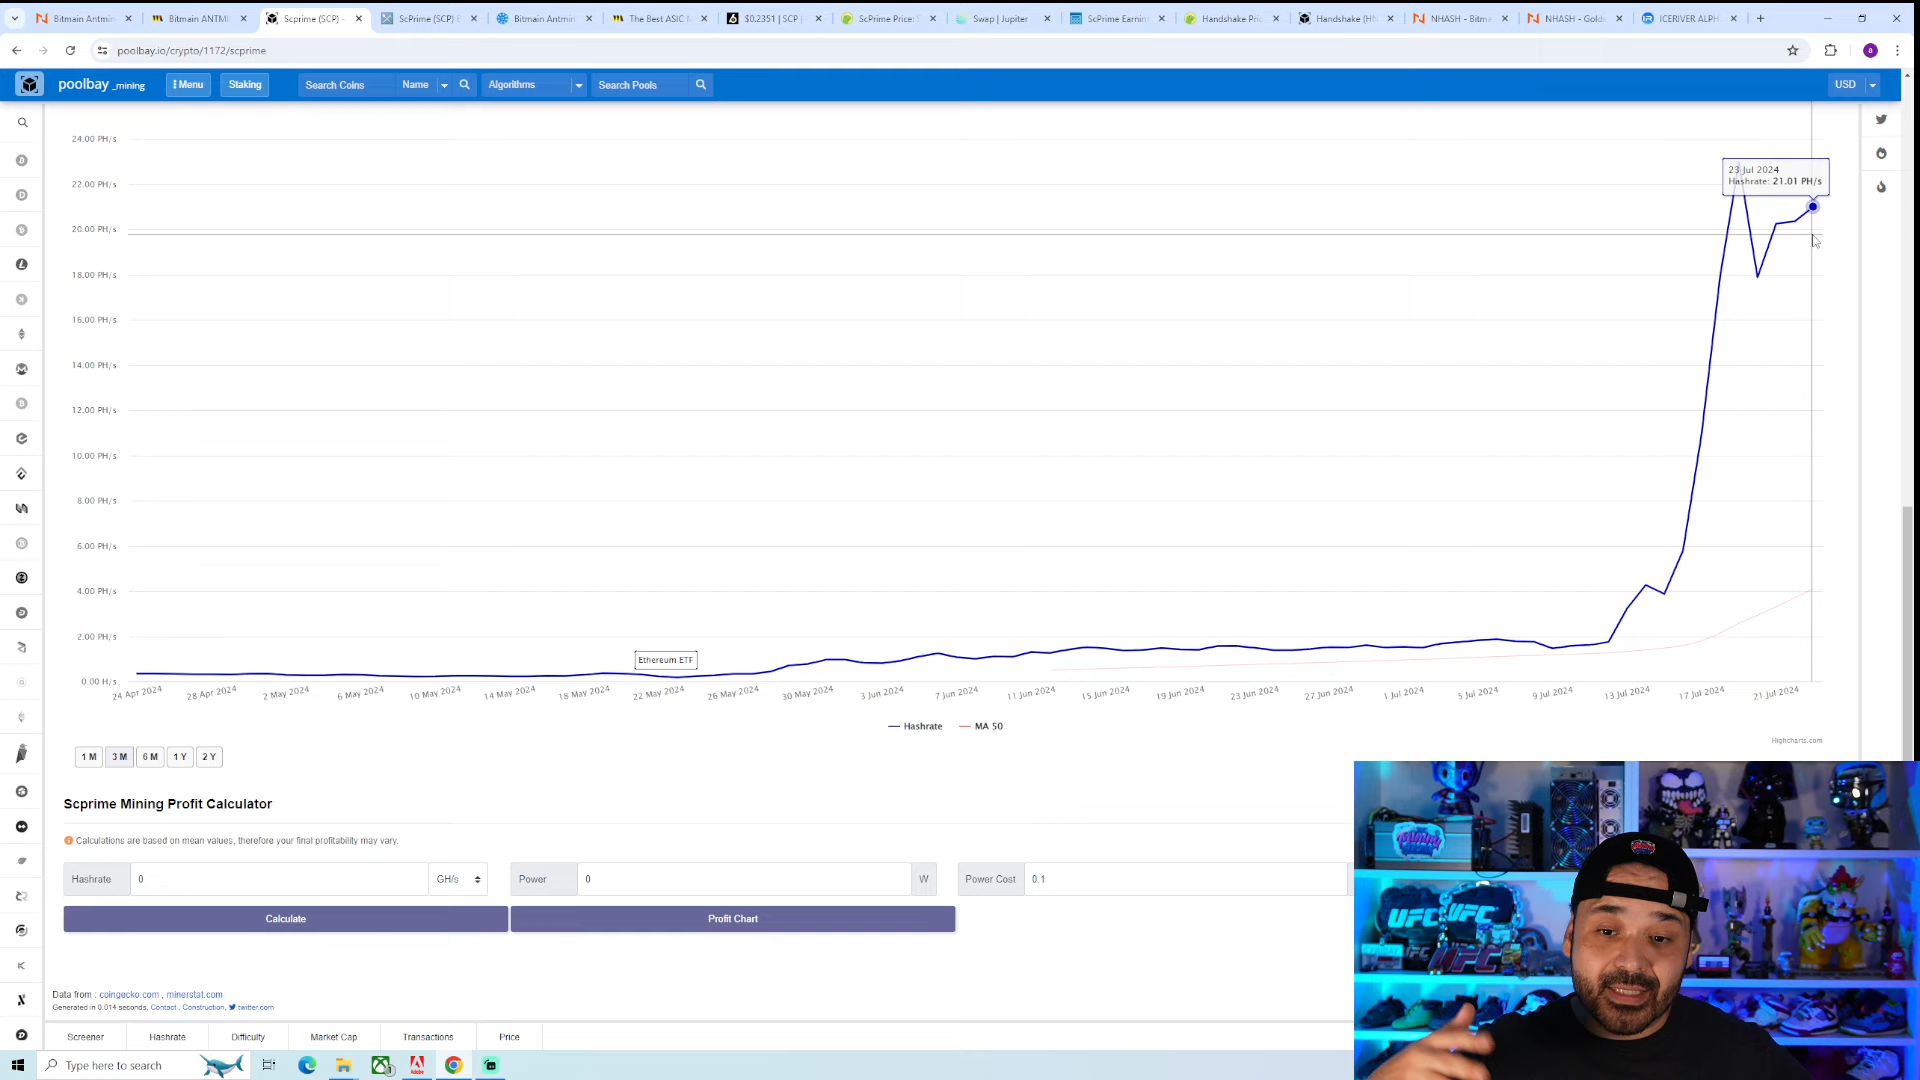 Bitmain Antmin
Bitmain ANTMI
Scprime (SCP) -
ScPrime (SCP) E
Bitmain Antmin
The Best ASIC M
$0.2351 | SCP
ScPrime Price: S
Swap | Jupiter
ScPrime Earnin
Handshake Pric
Handshake (HN
NHASH - Bitma
NHASH - Golds
ICERIVER ALPH
poolbay.io/crypto/1172/scprime
poolbay _mining
Menu
Staking
Search Coins
Name
Algorithms
Search Pools
USD
24.00 PH/s
22.00 PH/s
20.00 PH/s
18.00 PH/s
16.00 PH/s
14.00 PH/s
12.00 PH/s
10.00 PH/s
8.00 PH/s
6.00 PH/s
4.00 PH/s
2.00 PH/s
0.00 H/s
23 Jul 2024
Hashrate: 21.01 PH/s
Ethereum ETF
24 Apr 2024
28 Apr 2024
2 May 2024
6 May 2024
10 May 2024
14 May 2024
18 May 2024
22 May 2024
26 May 2024
30 May 2024
3 Jun 2024
7 Jun 2024
11 Jun 2024
15 Jun 2024
19 Jun 2024
23 Jun 2024
27 Jun 2024
1 Jul 2024
5 Jul 2024
9 Jul 2024
13 Jul 2024
17 Jul 2024
21 Jul 2024
Hashrate
MA 50
Highcharts.com
1 M
3 M
6 M
1 Y
2 Y
Scprime Mining Profit Calculator
Calculations are based on mean values, therefore your final profitability may vary.
Hashrate
0
GH/s
Power
0
W
Power Cost
0.1
Calculate
Profit Chart
Data from : coingecko.com , minerstat.com
Generated in 0.014 seconds, Contact , Construction, twitter.com
Screener
Hashrate
Difficulty
Market Cap
Transactions
Price
Type here to search
UFC UFC
UFC